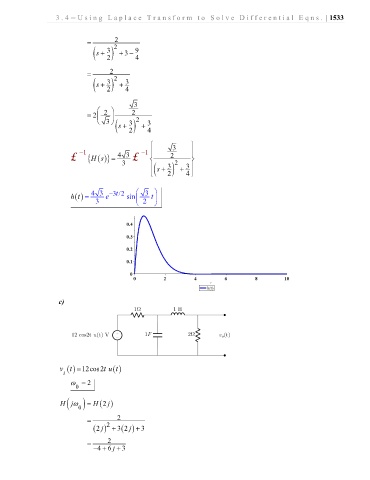 3.4–Using Laplace Transform to Solve Differential Eqns. | 1533
= 2 / ((s + 3/2)² + 3 − 9/4)
= 2 / ((s + 3/2)² + 3/4)
= 2 (2/√3) (√3/2) / ((s + 3/2)² + 3/4)
£⁻¹{H(s)} = 4√3/3 £⁻¹{(√3/2) / ((s + 3/2)² + 3/4)}
h(t) = 4√3/3 e^(−3t/2) sin(√3/2 t)
0.4
0.3
0.2
0.1
0
0 2 4 6 8 10
h(t)
c)
1Ω 1 H
12 cos2t u(t) V 1F 2Ω vₒ(t)
vᵢ(t) = 12cos2t u(t)
ω₀ = 2
H(jω₀) = H(2j)
= 2 / ((2j)² + 3(2j) + 3)
= 2 / (−4 + 6j + 3)